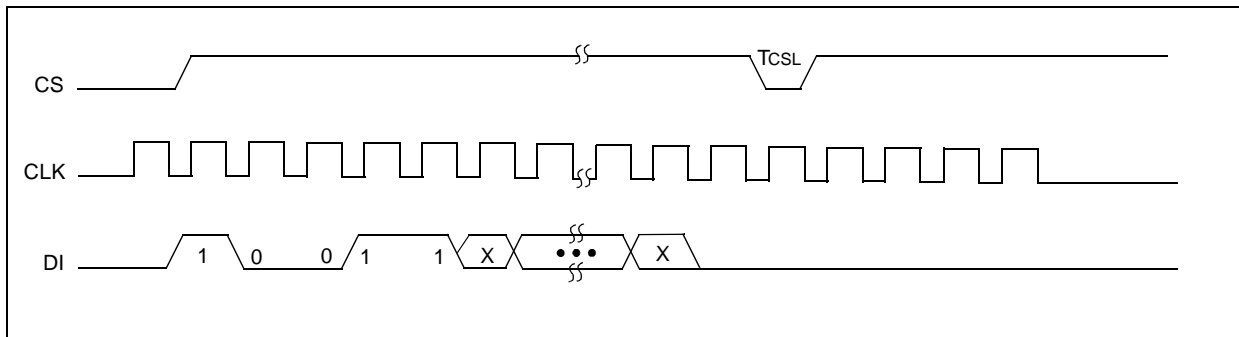 TCSL
CS
CLK
DI 1 0 0 1 1 X ••• X